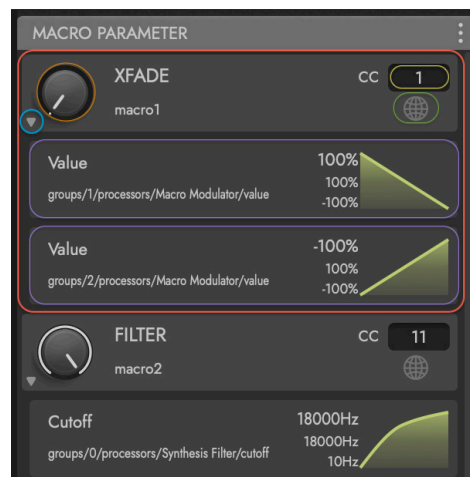 MACRO PARAMETER
XFADE CC 1
macro1
Value 100%
100%
groups/1/processors/Macro Modulator/value -100%
Value -100%
100%
groups/2/processors/Macro Modulator/value -100%
FILTER CC 11
macro2
Cutoff 18000Hz
18000Hz
groups/0/processors/Synthesis Filter/cutoff 10Hz